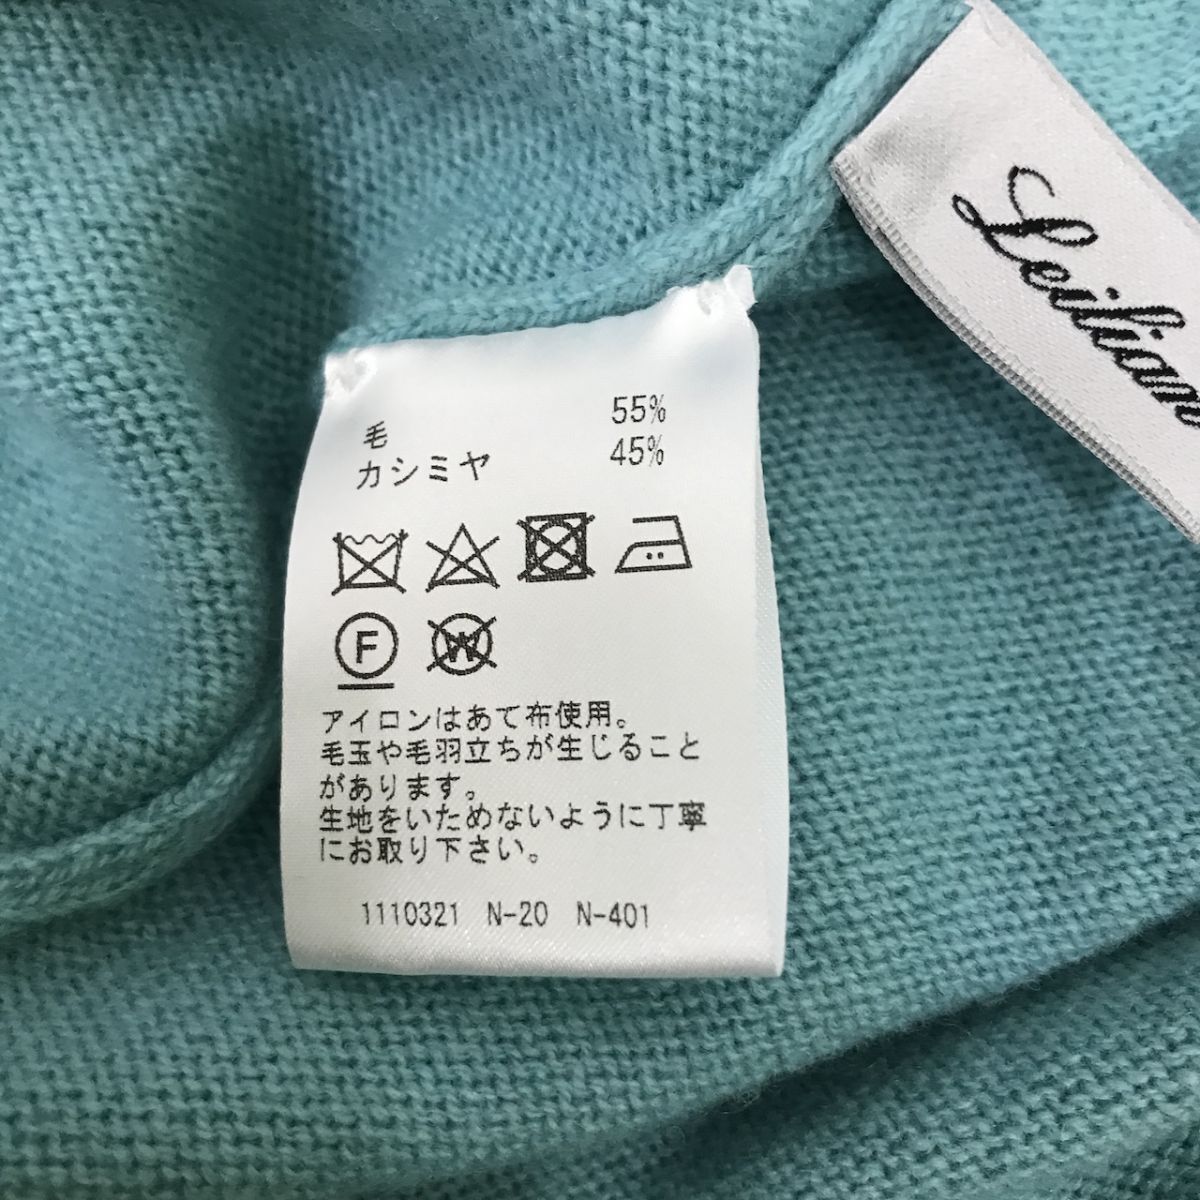 Leilian
毛 55%
カシミヤ 45%
F
W
アイロンはあて布使用。
毛玉や毛羽立ちが生じること
があります。
生地をいためないように丁寧
にお取り下さい。
1110321 N-20 N-401